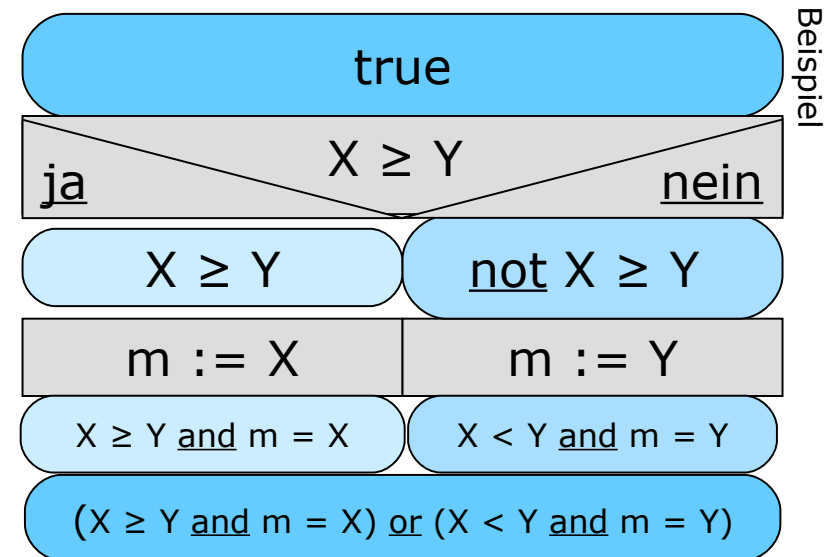 true
Beispiel
X ≥ Y
ja
nein
X ≥ Y
not X ≥ Y
m := X
m := Y
X ≥ Y and m = X
X < Y and m = Y
(X ≥ Y and m = X) or (X < Y and m = Y)